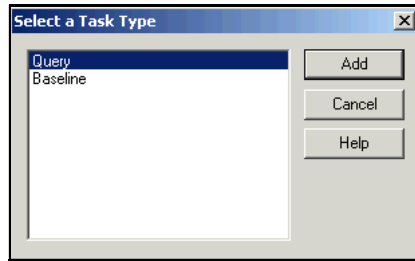 Select a Task Type
Query
Baseline
Add
Cancel
Help